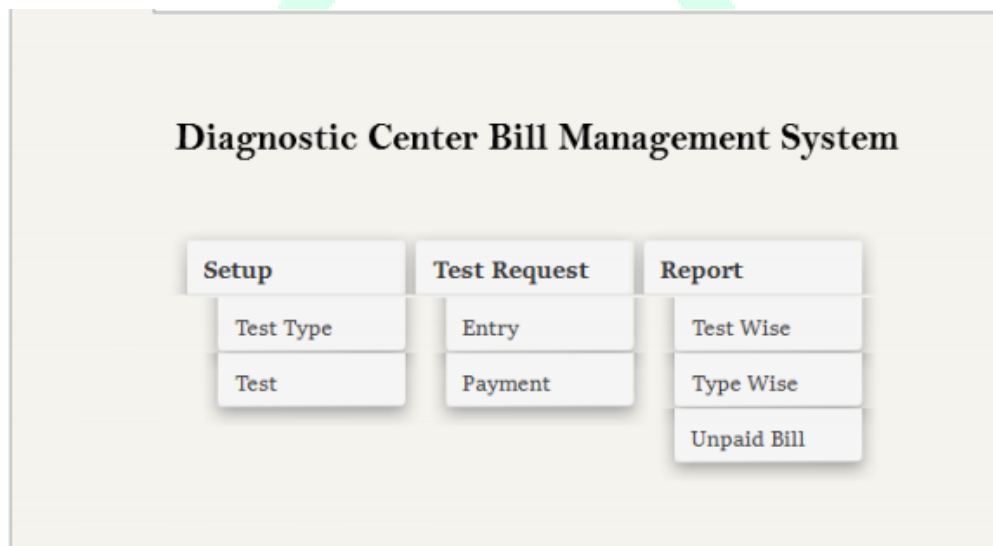 Diagnostic Center Bill Management System
Setup
Test Type
Test
Test Request
Entry
Payment
Report
Test Wise
Type Wise
Unpaid Bill